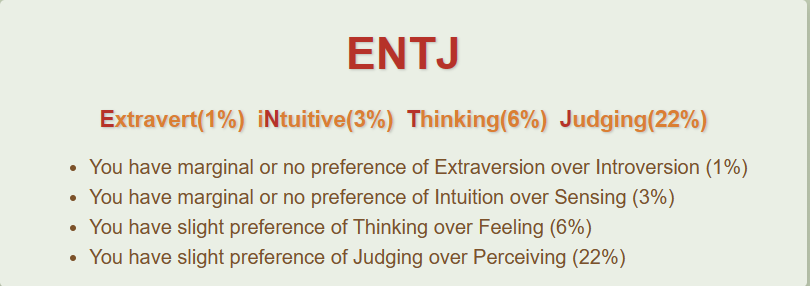 ENTJ
Extravert(1%) iNtuitive(3%) Thinking(6%) Judging(22%)
• You have marginal or no preference of Extraversion over Introversion (1%)
• You have marginal or no preference of Intuition over Sensing (3%)
• You have slight preference of Thinking over Feeling (6%)
• You have slight preference of Judging over Perceiving (22%)